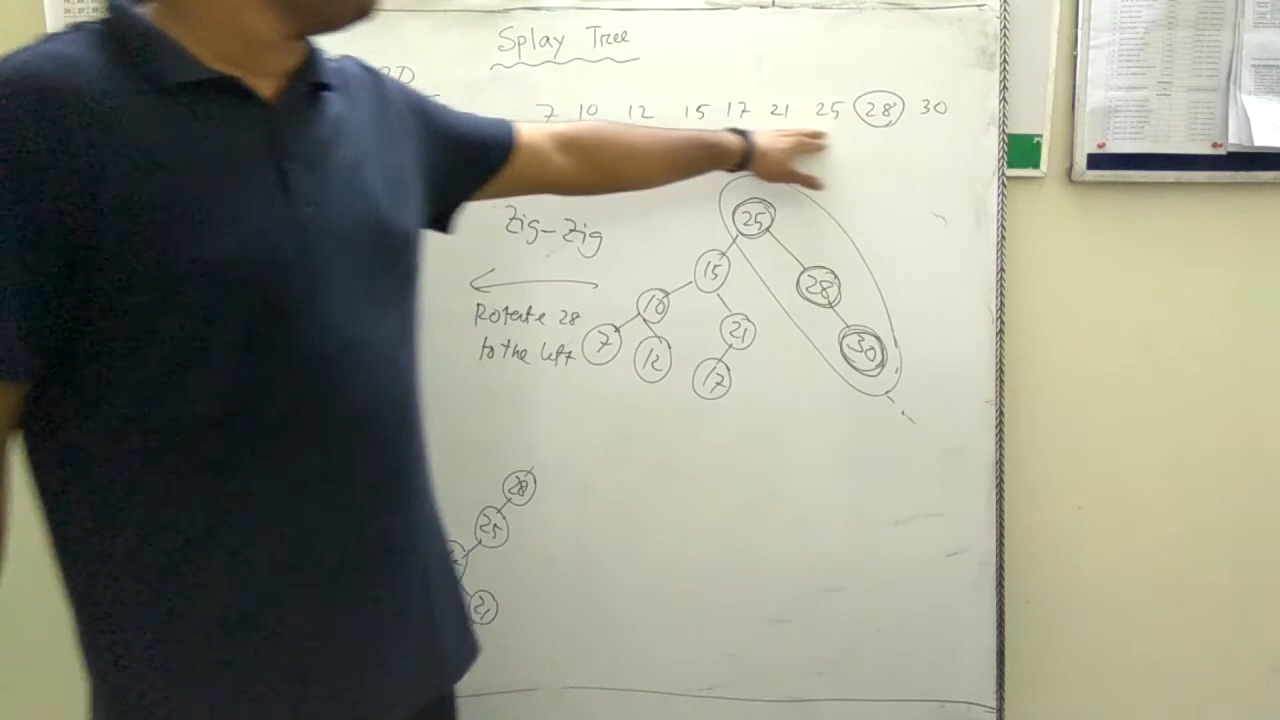 Splay Tree
7 10 12 15 17 21 25 28 30
Zig-Zig
Rotate 28
to the left
25
15 28
10 21 30
7 12 17
28
25
21